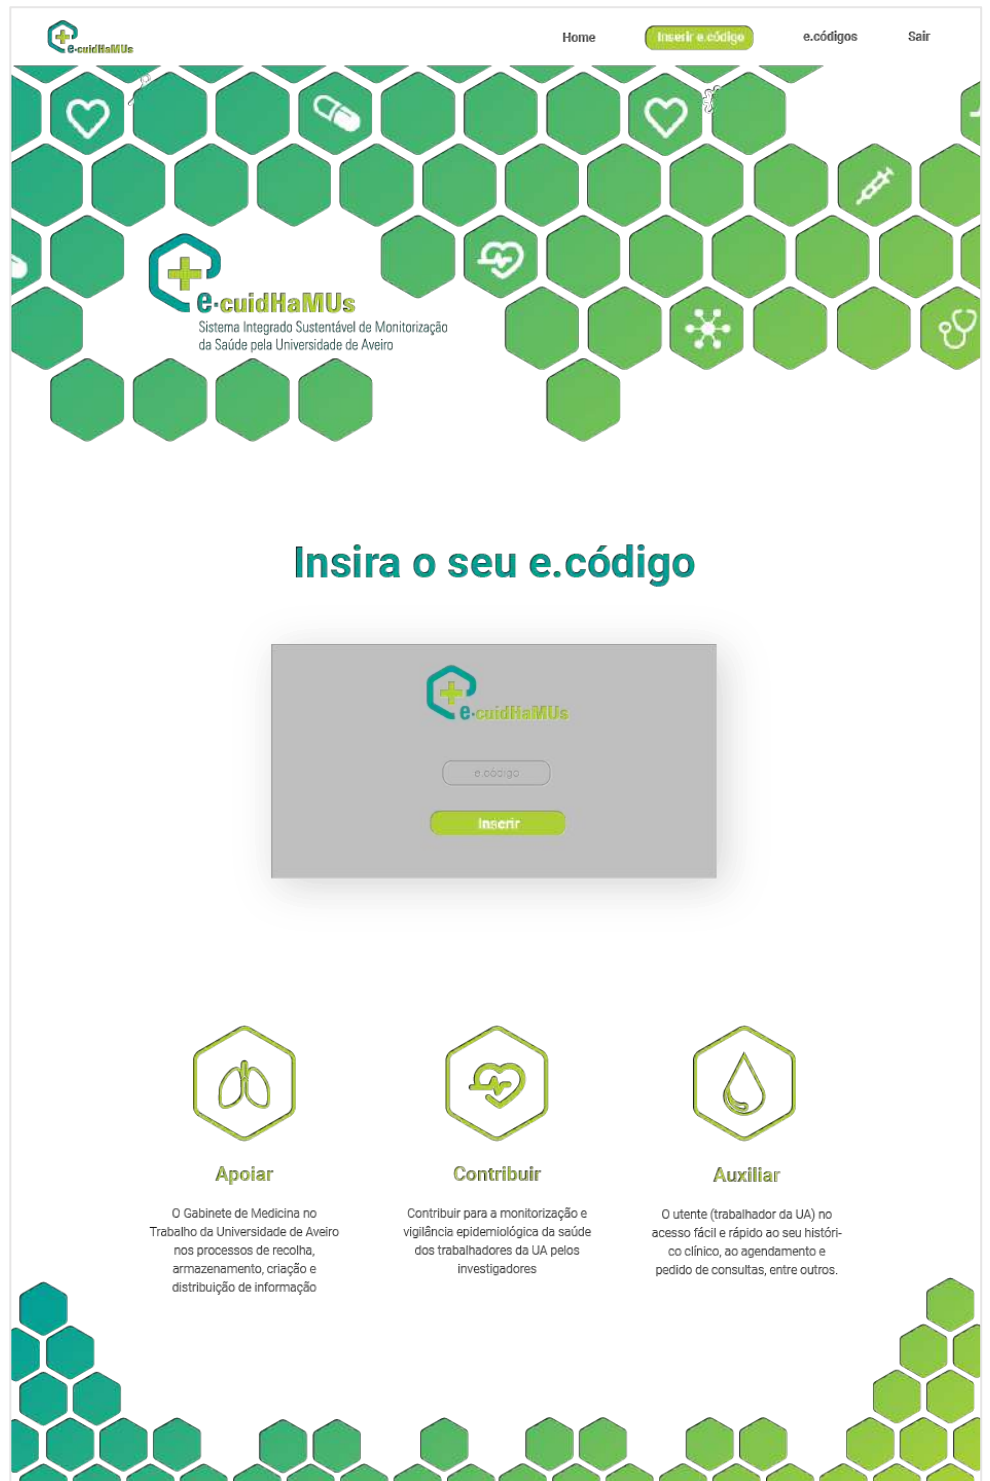 e-cuidHaMUs
Home
Inserir e.código
e.códigos
Sair
e-cuidHaMUs
Sistema Integrado Sustentável de Monitorização
da Saúde pela Universidade de Aveiro
Insira o seu e.código
e-cuidHaMUs
e.código
Inserir
Apoiar
O Gabinete de Medicina no
Trabalho da Universidade de Aveiro
nos processos de recolha,
armazenamento, criação e
distribuição de informação
Contribuir
Contribuir para a monitorização e
vigilância epidemiológica da saúde
dos trabalhadores da UA pelos
investigadores
Auxiliar
O utente (trabalhador da UA) no
acesso fácil e rápido ao seu históri-
co clínico, ao agendamento e
pedido de consultas, entre outros.